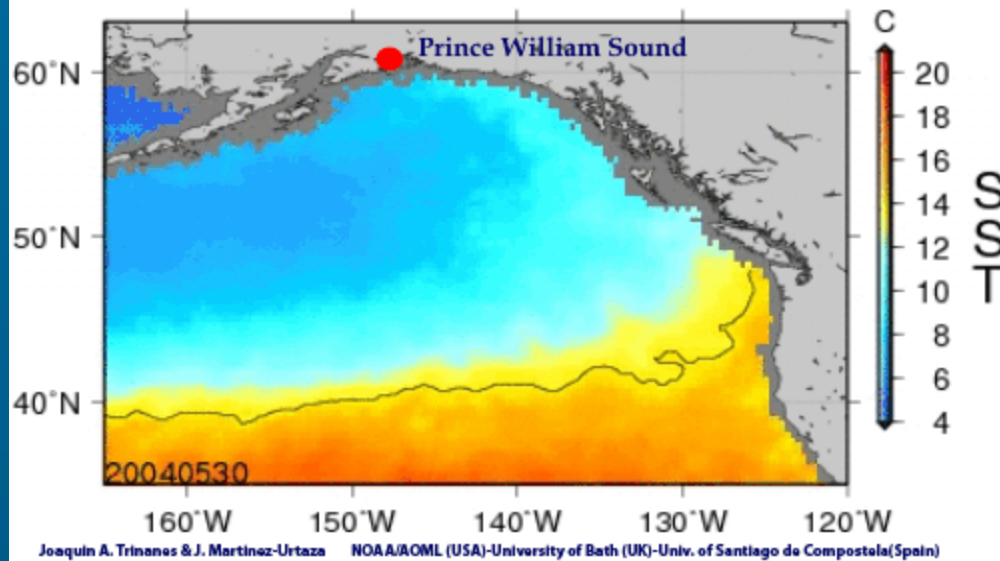 C
Prince William Sound
60°N
20
18
16
14
50°N
12
10
8
6
40°N
4
S
S
T
20040530
160°W 150°W 140°W 130°W 120°W
Joaquin A. Trinanes & J. Martinez-Urtaza NOAA/AOML (USA)-University of Bath (UK)-Univ. of Santiago de Compostela(Spain)